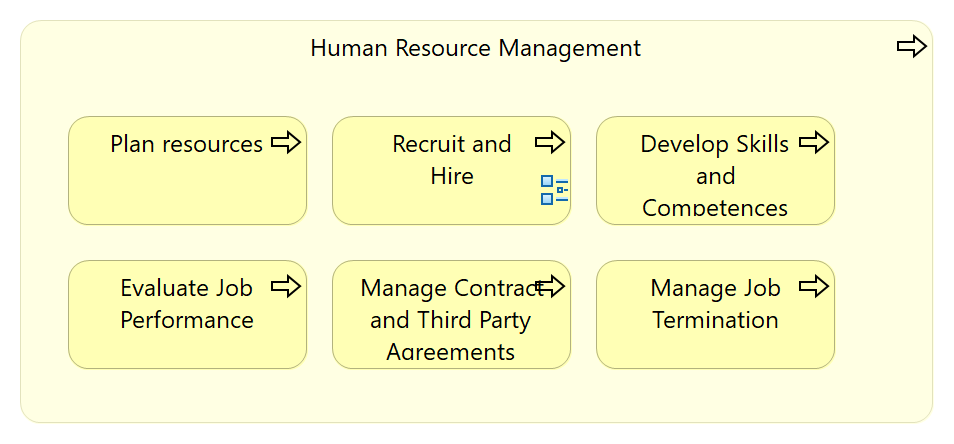 Human Resource Management
Plan resources
Recruit and
Hire
Develop Skills
and
Competences
Evaluate Job
Performance
Manage Contract
and Third Party
Agreements
Manage Job
Termination